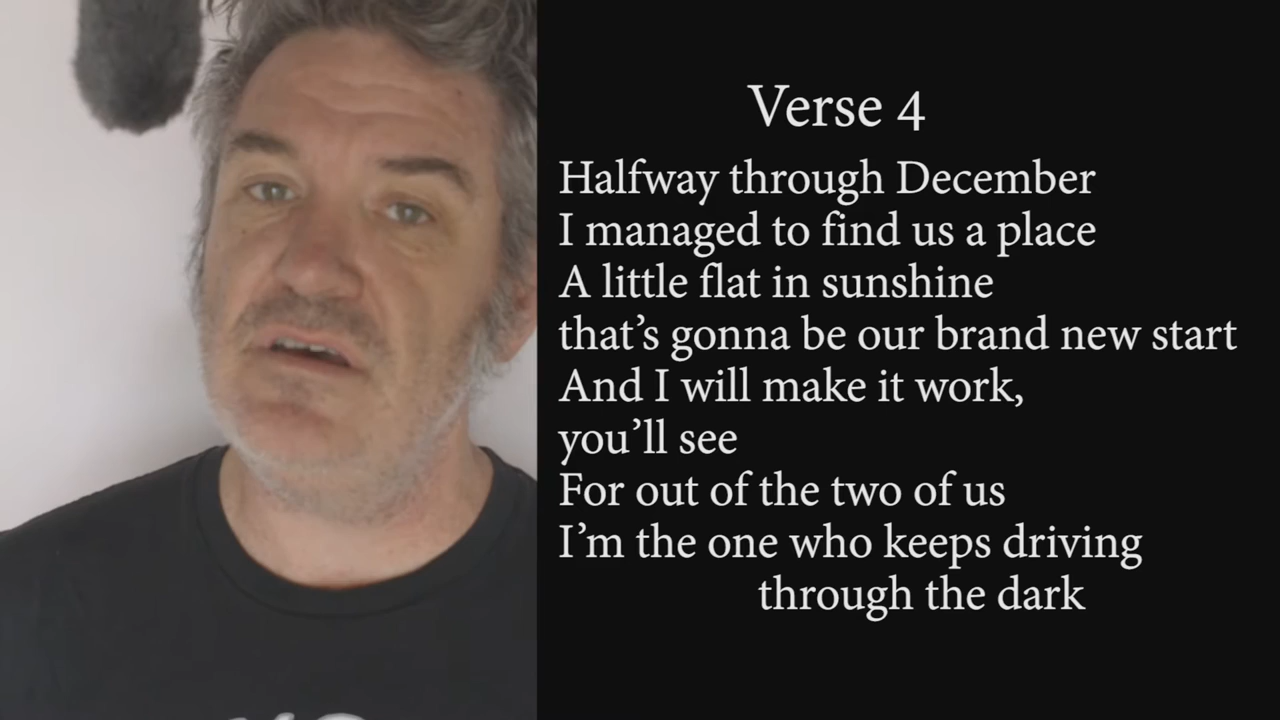 Verse 4
Halfway through December
I managed to find us a place
A little flat in sunshine
that’s gonna be our brand new start
And I will make it work,
you’ll see
For out of the two of us
I’m the one who keeps driving
through the dark